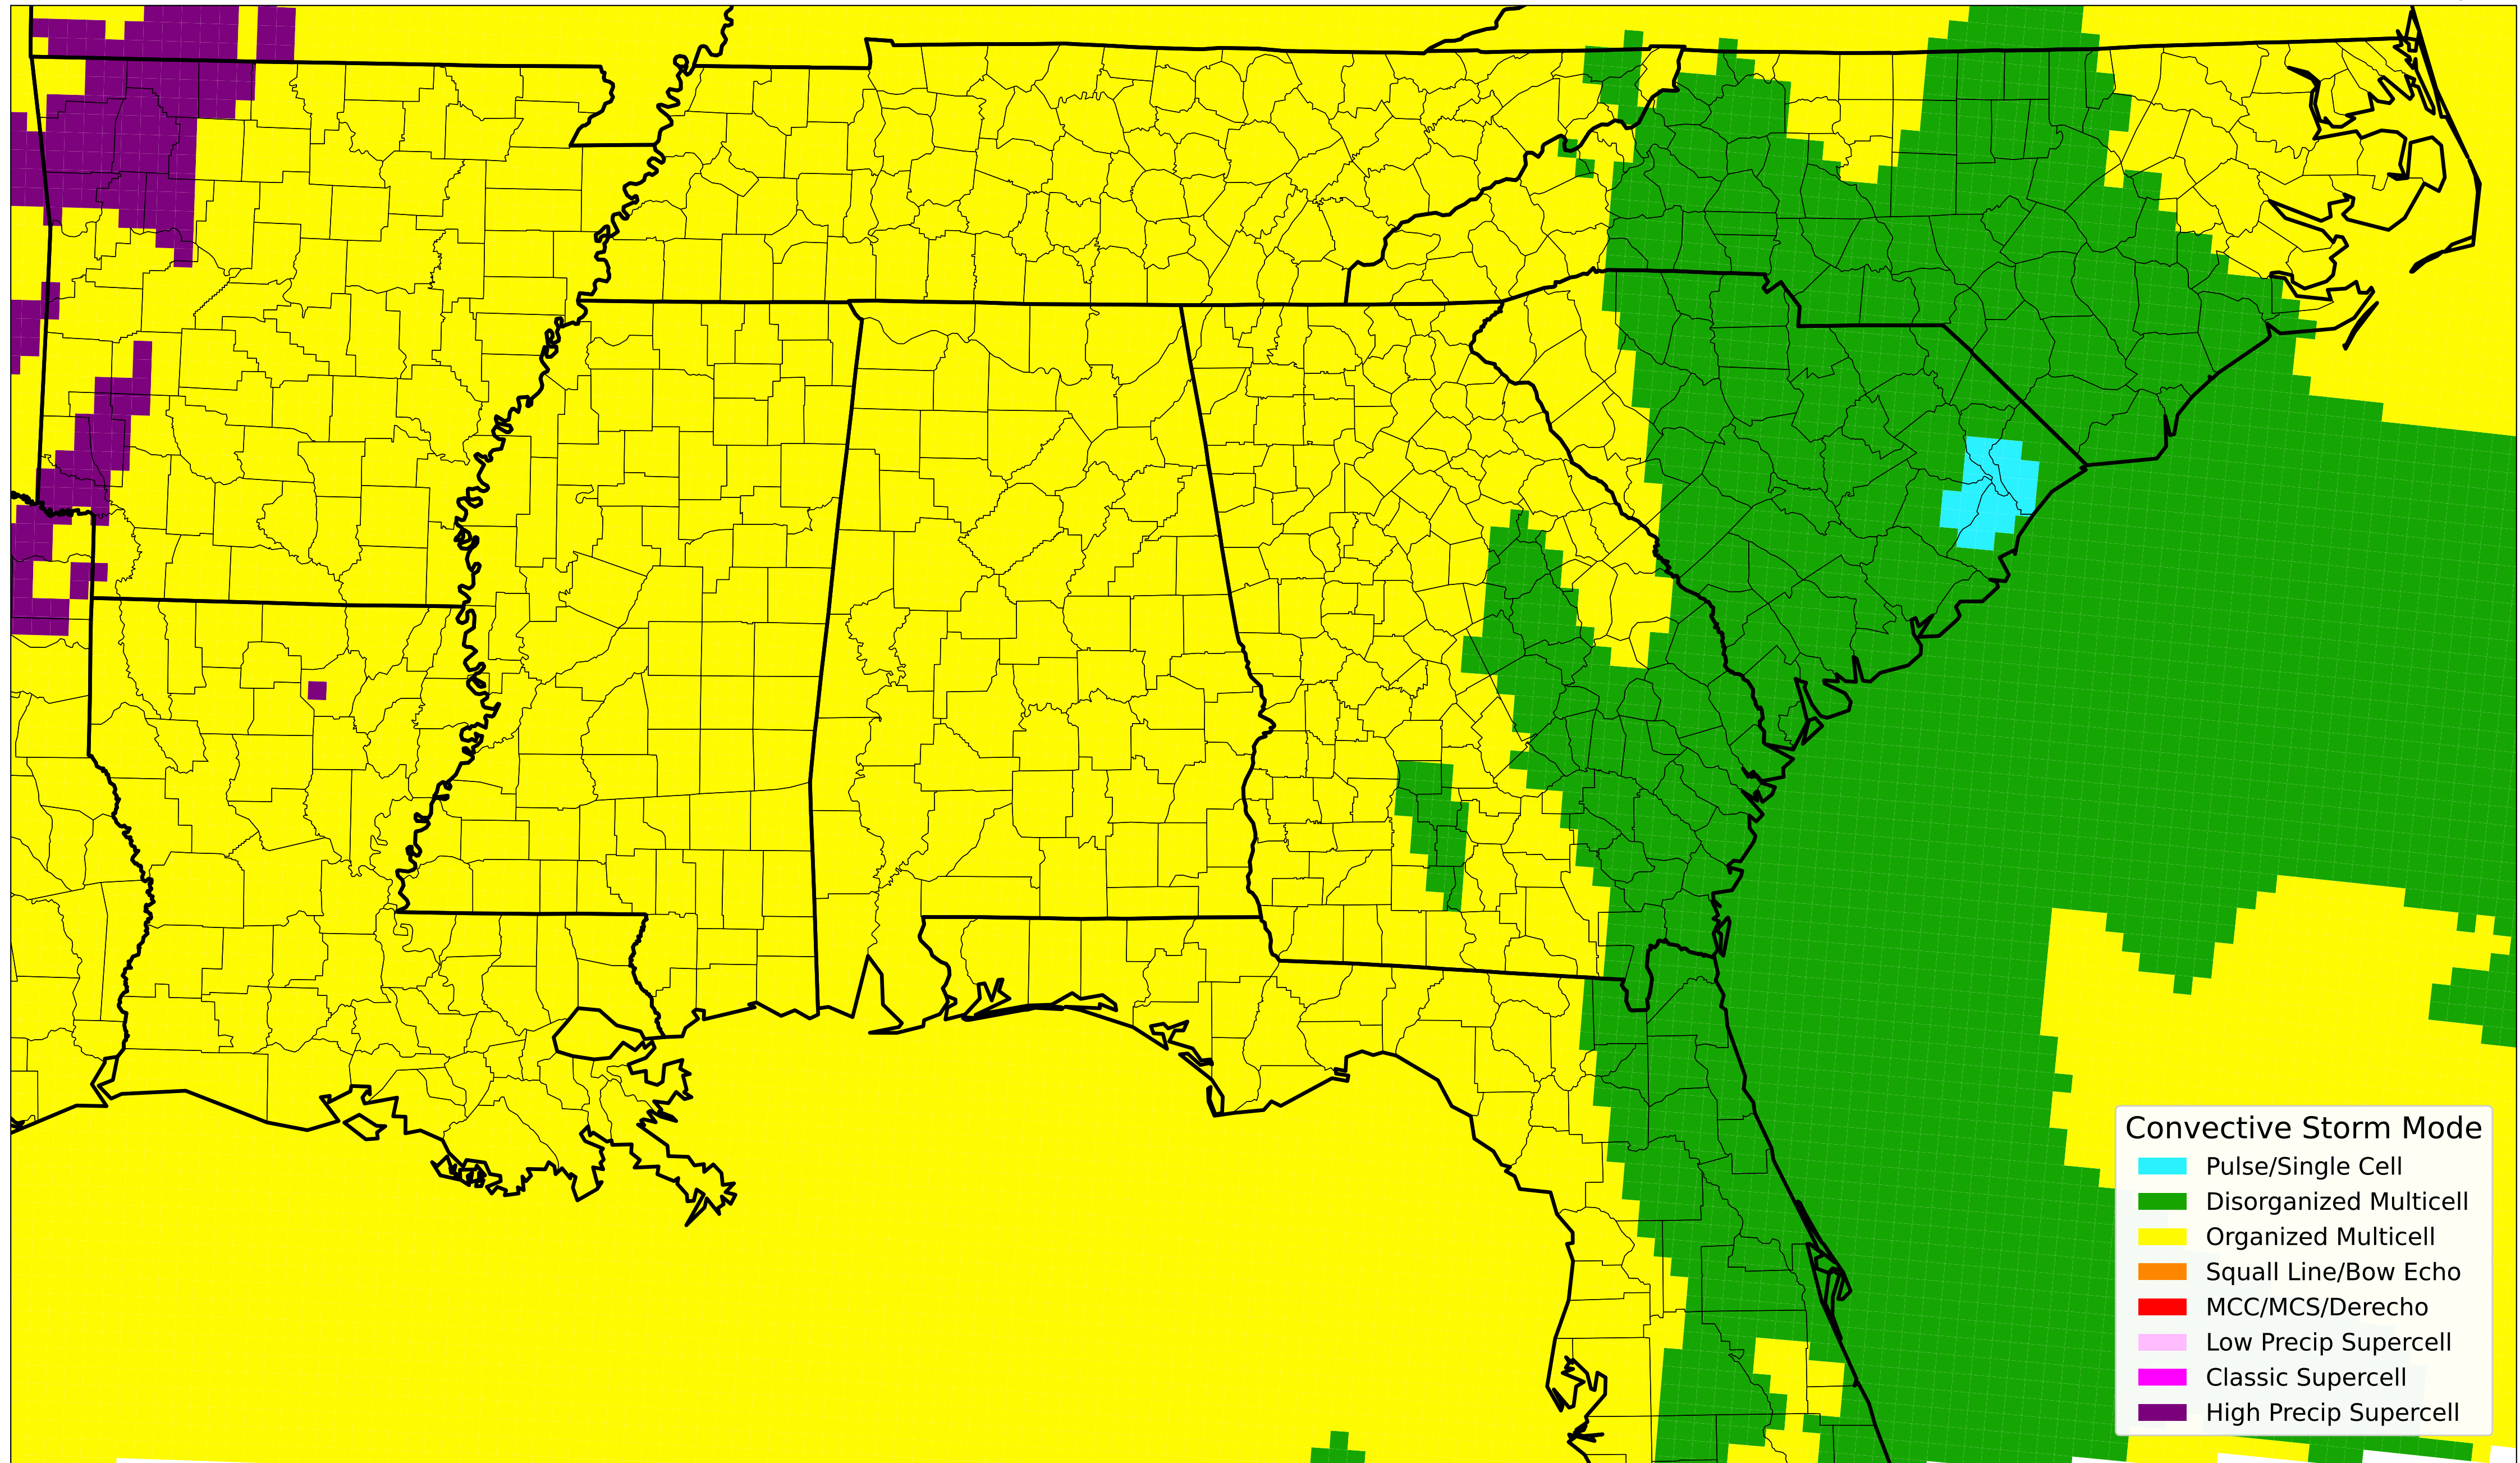 Convective Storm Mode
Pulse/Single Cell
Disorganized Multicell
Organized Multicell
Squall Line/Bow Echo
MCC/MCS/Derecho
Low Precip Supercell
Classic Supercell
High Precip Supercell